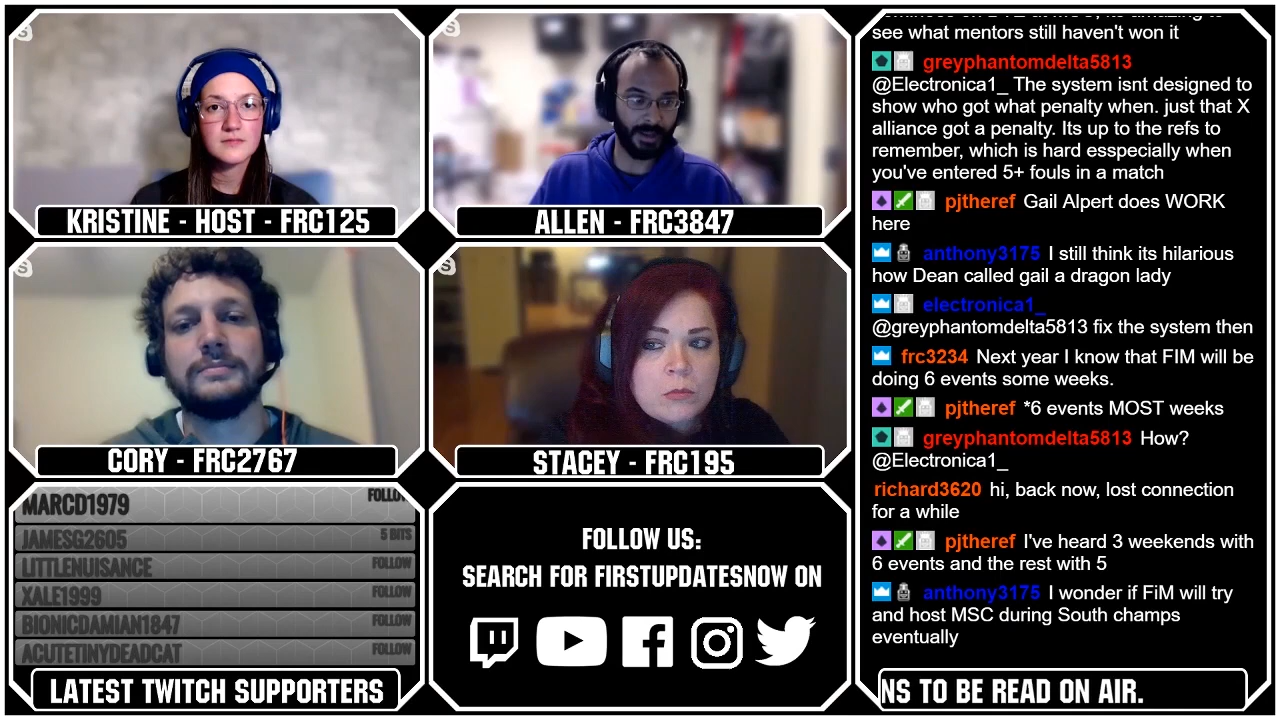 KRISTINE - HOST - FRC125
ALLEN - FRC3847
CORY - FRC2767
STACEY - FRC195
MARCD1979 FOLLOW
JAMESG2605 5 BITS
LITTLENUISANCE FOLLOW
XALE1999 FOLLOW
BIONICDAMIAN1847 FOLLOW
ACUTETINYDEADCAT FOLLOW
LATEST TWITCH SUPPORTERS
FOLLOW US:
SEARCH FOR FIRSTUPDATESNOW ON
see what mentors still haven't won it
greyphantomdelta5813
@Electronica1_ The system isnt designed to
show who got what penalty when. just that X
alliance got a penalty. Its up to the refs to
remember, which is hard esspecially when
you've entered 5+ fouls in a match
pjtheref Gail Alpert does WORK
here
anthony3175 I still think its hilarious
how Dean called gail a dragon lady
electronica1_
@greyphantomdelta5813 fix the system then
frc3234 Next year I know that FIM will be
doing 6 events some weeks.
pjtheref *6 events MOST weeks
greyphantomdelta5813 How?
@Electronica1_
richard3620 hi, back now, lost connection
for a while
pjtheref I've heard 3 weekends with
6 events and the rest with 5
anthony3175 I wonder if FiM will try
and host MSC during South champs
eventually
NS TO BE READ ON AIR.